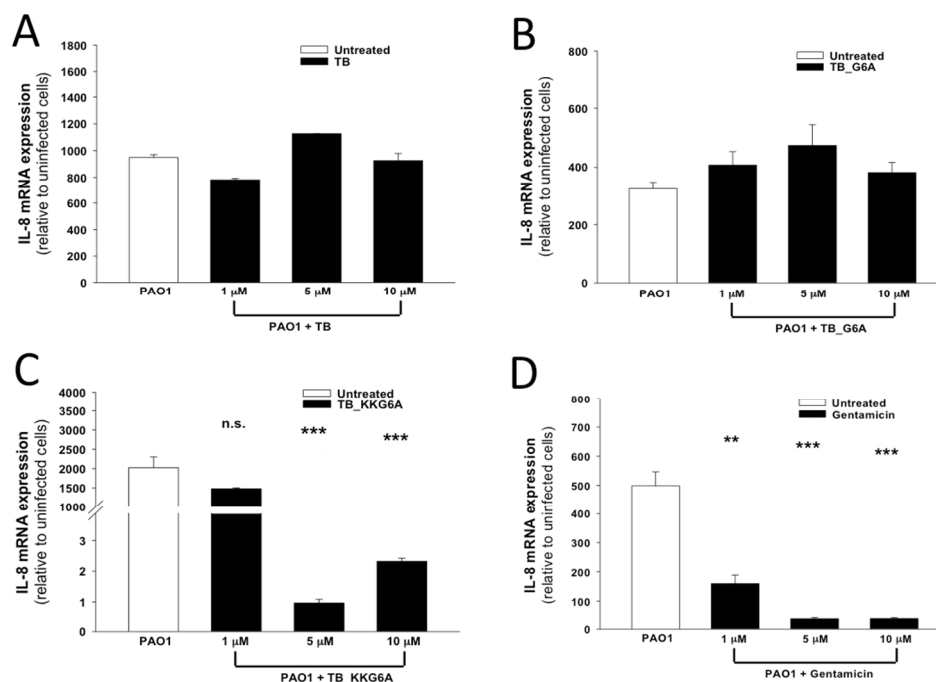 A
IL-8 mRNA expression
(relative to uninfected cells)
1800
1600
1400
1200
1000
800
600
400
200
0
Untreated
TB
PAO1
1 µM
5 µM
10 µM
PAO1 + TB
B
IL-8 mRNA expression
(relative to uninfected cells)
800
600
400
200
0
Untreated
TB_G6A
PAO1
1 µM
5 µM
10 µM
PAO1 + TB_G6A
C
IL-8 mRNA expression
(relative to uninfected cells)
4000
3500
3000
2500
2000
1500
1000
3
2
1
0
Untreated
TB_KKG6A
n.s.
***
***
PAO1
1 µM
5 µM
10 µM
PAO1 + TB_KKG6A
D
IL-8 mRNA expression
(relative to uninfected cells)
800
700
600
500
400
300
200
100
0
Untreated
Gentamicin
**
***
***
PAO1
1 µM
5 µM
10 µM
PAO1 + Gentamicin